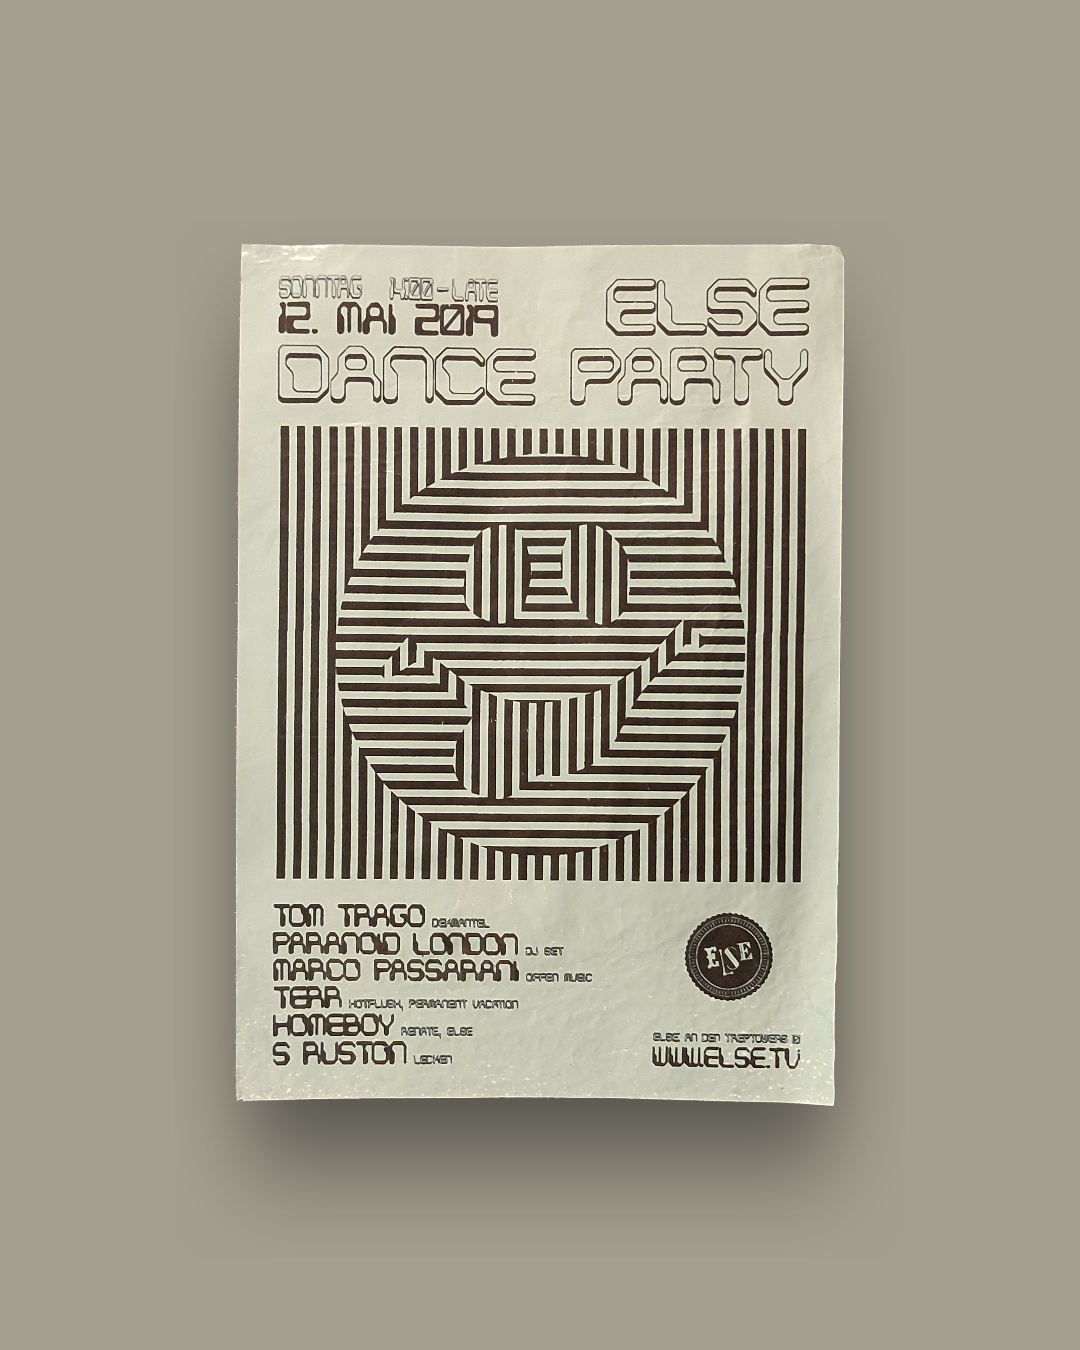 SONNTAG 14:00-LATE
12. MAI 2019
ELSE
DANCE PARTY
TOM TRAGO DEKMANTEL
PARANOID LONDON DJ SET
MARCO PASSARANI OFFEN MUSIC
TERR HOTFLUSH, PERMANENT VACATION
HOMEBOY RENATE, ELSE
S RUSTON LECKEN
ELSE
ELSE AN DEN TREPTOWERS 10
WWW.ELSE.TV